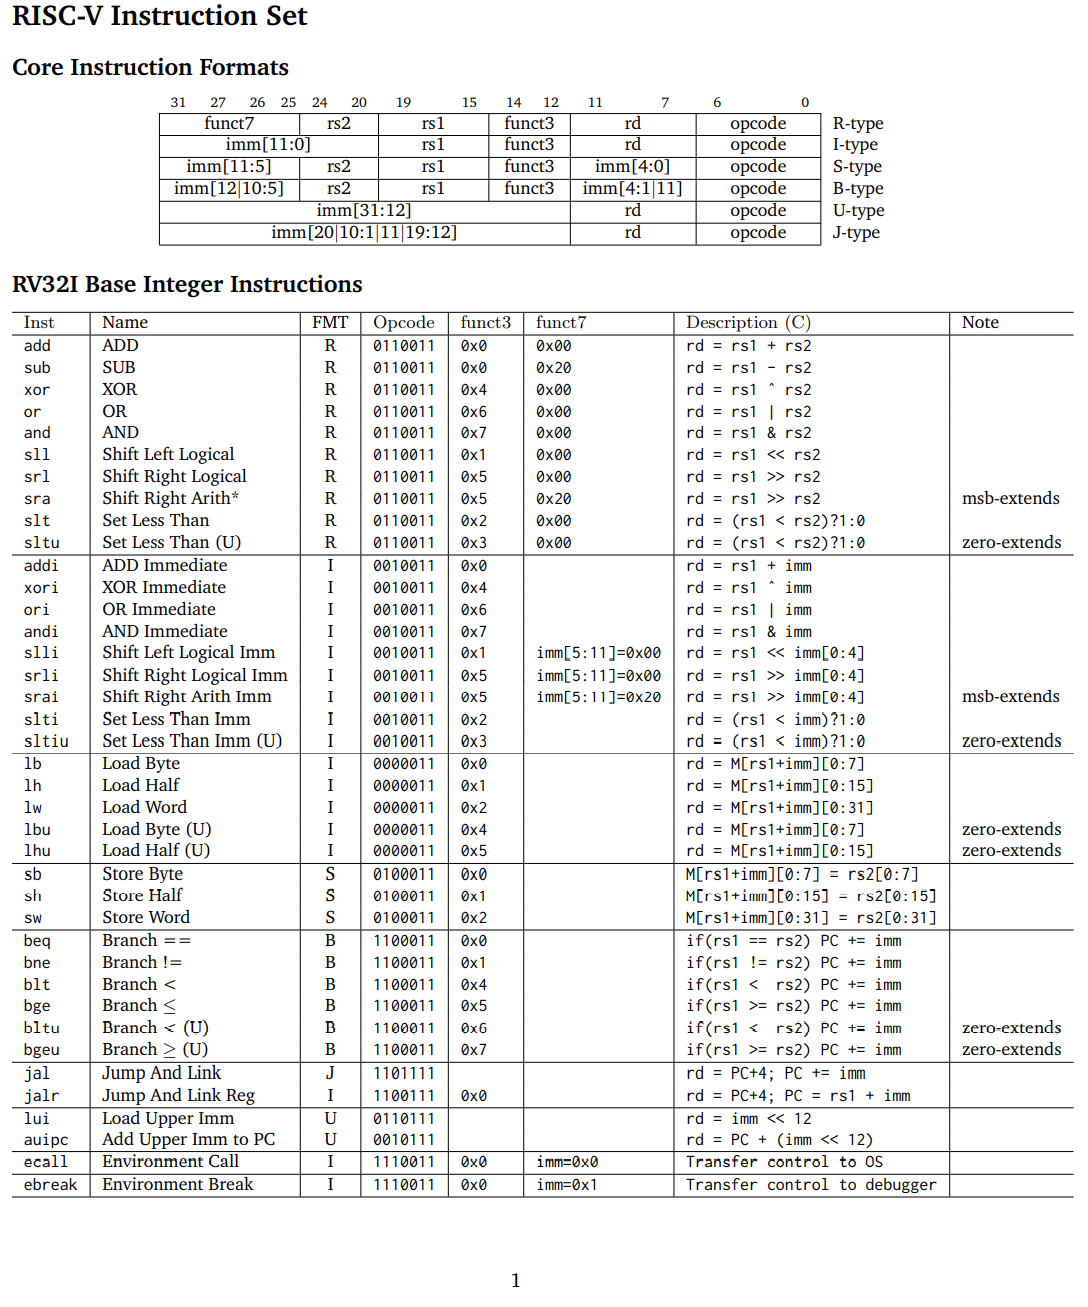 RISC-V Instruction Set
Core Instruction Formats
31 27 26 25 24 20 19 15 14 12 11 7 6 0
funct7 rs2 rs1 funct3 rd opcode R-type
imm[11:0] rs1 funct3 rd opcode I-type
imm[11:5] rs2 rs1 funct3 imm[4:0] opcode S-type
imm[12|10:5] rs2 rs1 funct3 imm[4:1|11] opcode B-type
imm[31:12] rd opcode U-type
imm[20|10:1|11|19:12] rd opcode J-type
RV32I Base Integer Instructions
Inst Name FMT Opcode funct3 funct7 Description (C) Note
add ADD R 0110011 0x0 0x00 rd = rs1 + rs2
sub SUB R 0110011 0x0 0x20 rd = rs1 - rs2
xor XOR R 0110011 0x4 0x00 rd = rs1 ^ rs2
or OR R 0110011 0x6 0x00 rd = rs1 | rs2
and AND R 0110011 0x7 0x00 rd = rs1 & rs2
sll Shift Left Logical R 0110011 0x1 0x00 rd = rs1 << rs2
srl Shift Right Logical R 0110011 0x5 0x00 rd = rs1 >> rs2
sra Shift Right Arith* R 0110011 0x5 0x20 rd = rs1 >> rs2 msb-extends
slt Set Less Than R 0110011 0x2 0x00 rd = (rs1 < rs2)?1:0
sltu Set Less Than (U) R 0110011 0x3 0x00 rd = (rs1 < rs2)?1:0 zero-extends
addi ADD Immediate I 0010011 0x0 rd = rs1 + imm
xori XOR Immediate I 0010011 0x4 rd = rs1 ^ imm
ori OR Immediate I 0010011 0x6 rd = rs1 | imm
andi AND Immediate I 0010011 0x7 rd = rs1 & imm
slli Shift Left Logical Imm I 0010011 0x1 imm[5:11]=0x00 rd = rs1 << imm[0:4]
srli Shift Right Logical Imm I 0010011 0x5 imm[5:11]=0x00 rd = rs1 >> imm[0:4]
srai Shift Right Arith Imm I 0010011 0x5 imm[5:11]=0x20 rd = rs1 >> imm[0:4] msb-extends
slti Set Less Than Imm I 0010011 0x2 rd = (rs1 < imm)?1:0
sltiu Set Less Than Imm (U) I 0010011 0x3 rd = (rs1 < imm)?1:0 zero-extends
lb Load Byte I 0000011 0x0 rd = M[rs1+imm][0:7]
lh Load Half I 0000011 0x1 rd = M[rs1+imm][0:15]
lw Load Word I 0000011 0x2 rd = M[rs1+imm][0:31]
lbu Load Byte (U) I 0000011 0x4 rd = M[rs1+imm][0:7] zero-extends
lhu Load Half (U) I 0000011 0x5 rd = M[rs1+imm][0:15] zero-extends
sb Store Byte S 0100011 0x0 M[rs1+imm][0:7] = rs2[0:7]
sh Store Half S 0100011 0x1 M[rs1+imm][0:15] = rs2[0:15]
sw Store Word S 0100011 0x2 M[rs1+imm][0:31] = rs2[0:31]
beq Branch == B 1100011 0x0 if(rs1 == rs2) PC += imm
bne Branch != B 1100011 0x1 if(rs1 != rs2) PC += imm
blt Branch < B 1100011 0x4 if(rs1 < rs2) PC += imm
bge Branch ≤ B 1100011 0x5 if(rs1 >= rs2) PC += imm
bltu Branch < (U) B 1100011 0x6 if(rs1 < rs2) PC += imm zero-extends
bgeu Branch ≥ (U) B 1100011 0x7 if(rs1 >= rs2) PC += imm zero-extends
jal Jump And Link J 1101111 rd = PC+4; PC += imm
jalr Jump And Link Reg I 1100111 0x0 rd = PC+4; PC = rs1 + imm
lui Load Upper Imm U 0110111 rd = imm << 12
auipc Add Upper Imm to PC U 0010111 rd = PC + (imm << 12)
ecall Environment Call I 1110011 0x0 imm=0x0 Transfer control to OS
ebreak Environment Break I 1110011 0x0 imm=0x1 Transfer control to debugger
1